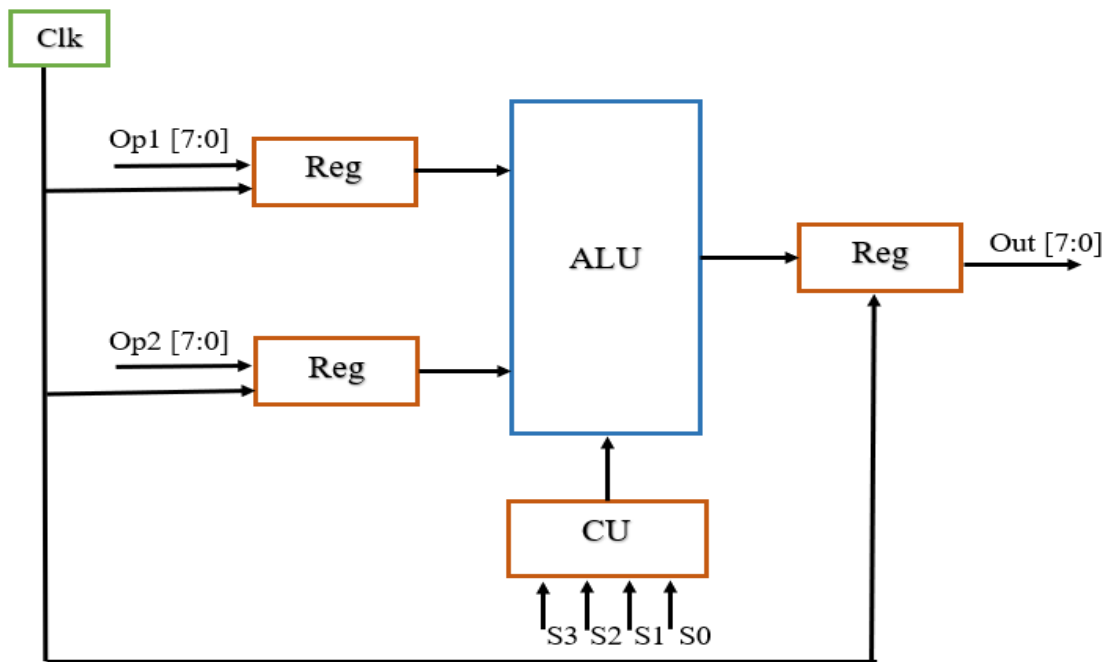 Clk
Op1 [7:0]
Reg
ALU
Reg
Out [7:0]
Op2 [7:0]
Reg
CU
S3 S2 S1 S0